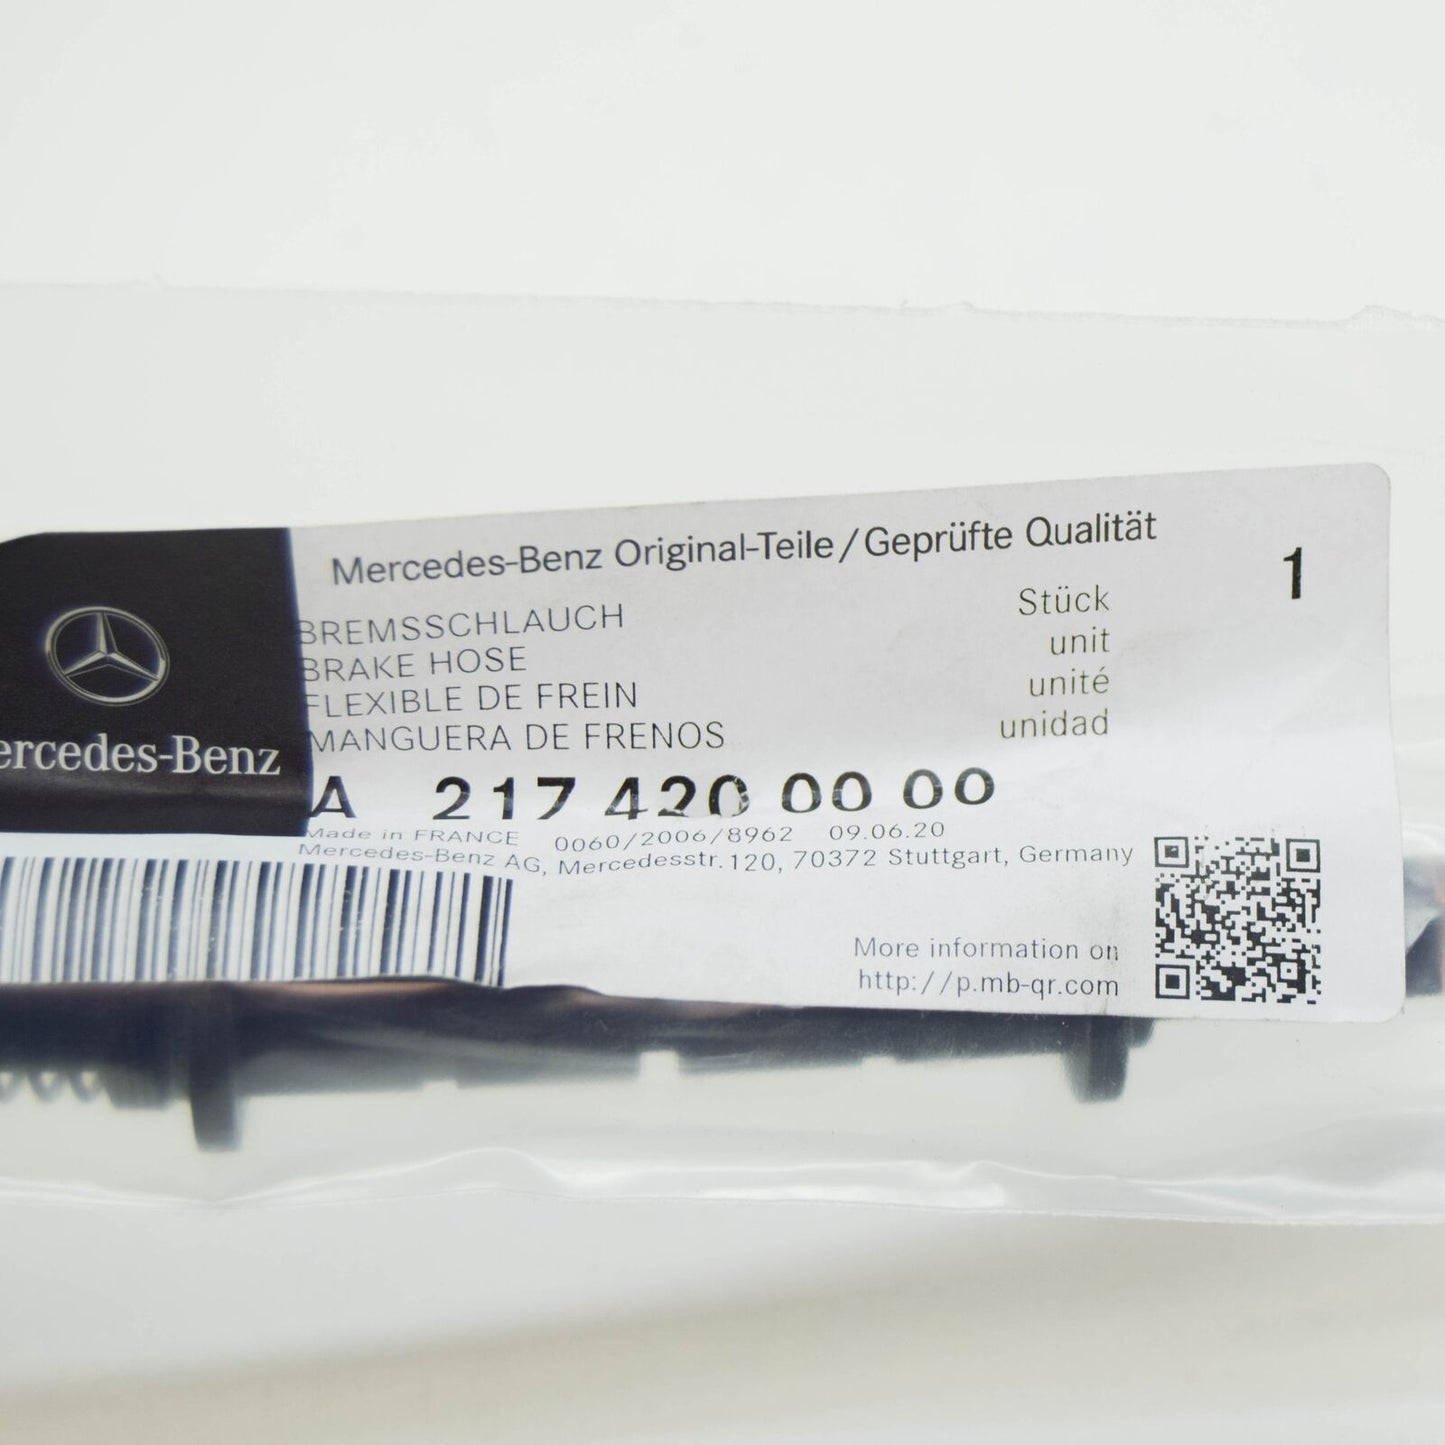 Mercedes-Benz Original-Teile/Geprüfte Qualität
1
BREMSSCHLAUCH
Stück
BRAKE HOSE
unit
FLEXIBLE DE FREIN
unité
MANGUERA DE FRENOS
unidad
ercedes-Benz
A 217 420 00 00
Made in FRANCE 0060/2006/8962 09.06.20
Mercedes-Benz AG, Mercedesstr. 120, 70372 Stuttgart, Germany
More information on
http://p.mb-qr.com